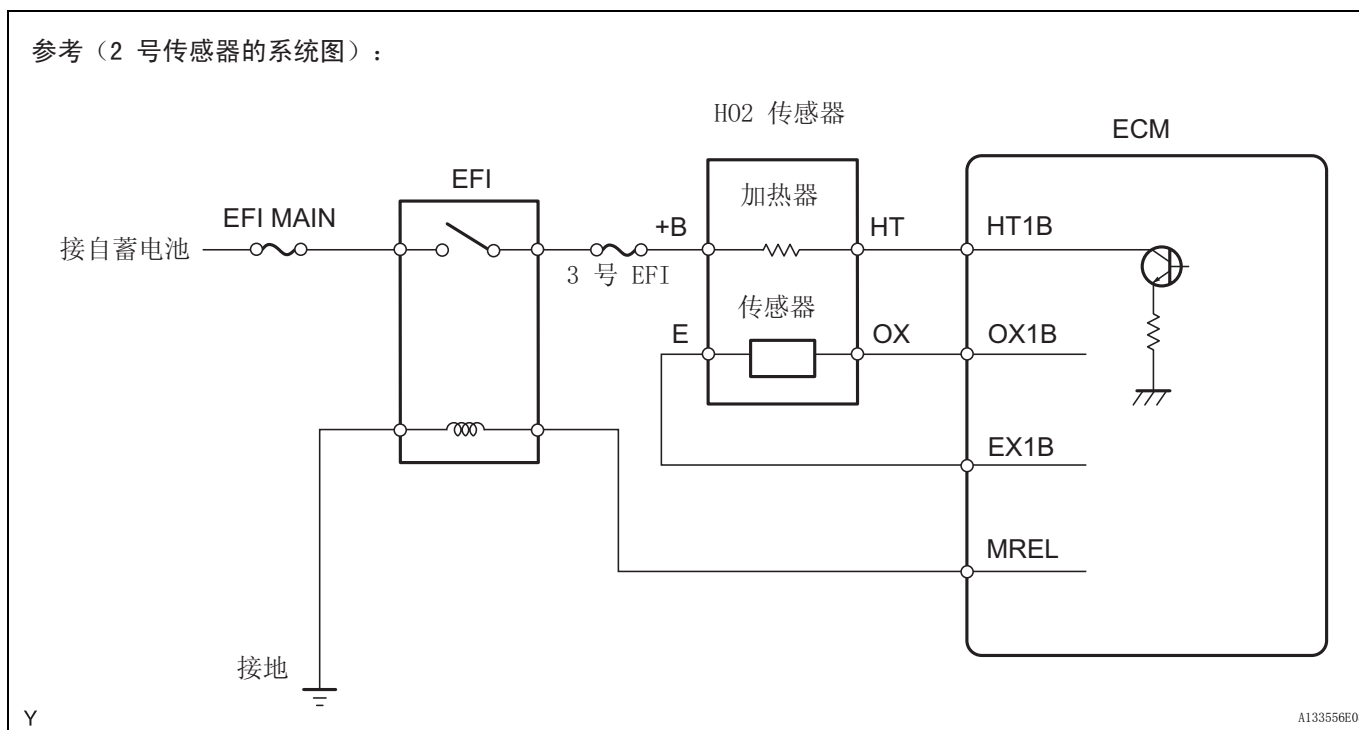 参考（2 号传感器的系统图）：
HO2 传感器
ECM
EFI
加热器
EFI MAIN
+B
HT
HT1B
接自蓄电池
3 号 EFI
传感器
E
OX
OX1B
EX1B
MREL
接地
Y